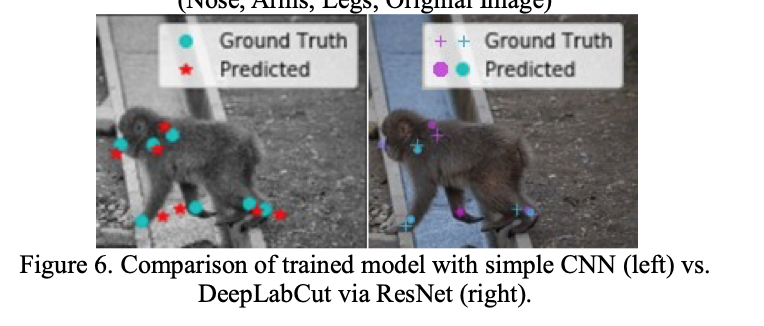 (Nose, Arms, Legs, Original Image)
Ground Truth
Predicted
Ground Truth
Predicted
Figure 6. Comparison of trained model with simple CNN (left) vs.
DeepLabCut via ResNet (right).